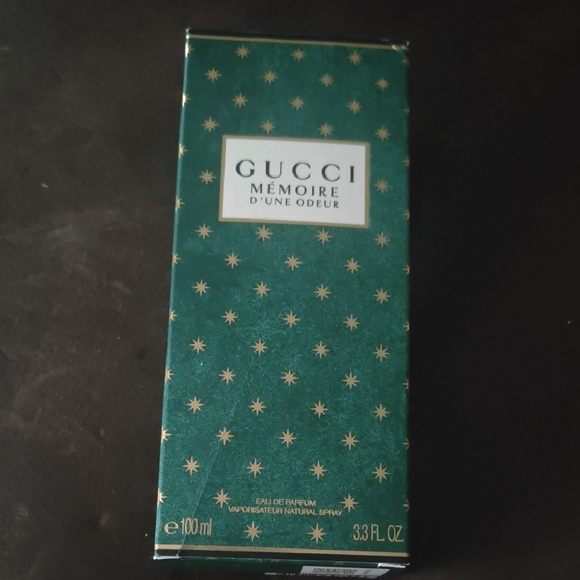 GUCCI
MÉMOIRE
D'UNE ODEUR
EAU DE PARFUM
VAPORISATEUR NATURAL SPRAY
℮100 ml 3.3 FL. OZ.